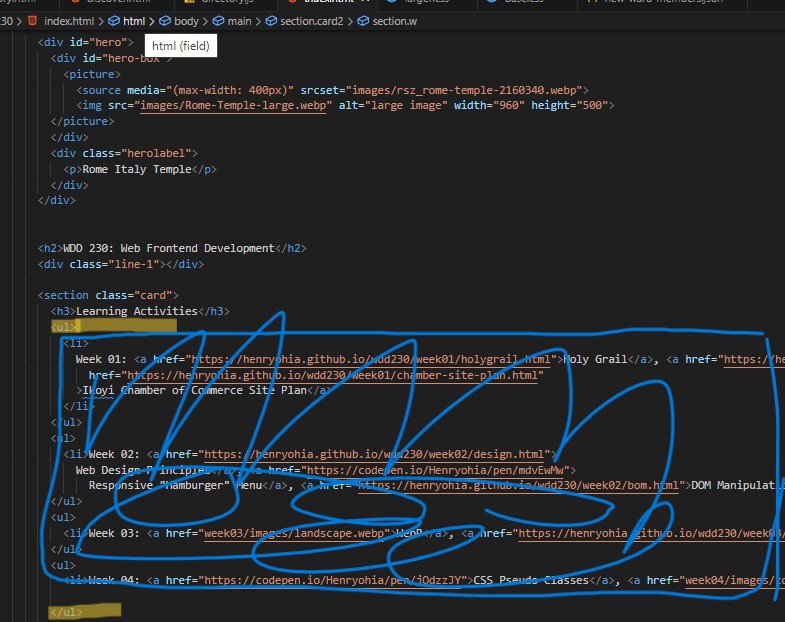 30 > index.html > html > body > main > section.card2 > section.w
html (field)
<div id="hero">
<div id="hero-box
<picture>
<source media="(max-width: 400px)" srcset="images/rsz_rome-temple-2160340.webp">
<img src="images/Rome-Temple-large.webp" alt="large image" width="960" height="500">
</picture>
</div>
<div class="herolabel">
<p>Rome Italy Temple</p>
</div>
</div>
<h2>WDD 230: Web Frontend Development</h2>
<div class="line-1"></div>
<section class="card">
<h3>Learning Activities</h3>
<ul>
<li>
Week 01: <a href="https://henryohia.github.io/wdd230/week01/holygrail.html">Holy Grail</a>, <a href="https://he
href="https://henryohia.github.io/wdd230/week01/chamber-site-plan.html"
>Ikoyi Chamber of Commerce Site Plan</a>
</li>
</ul>
<ul>
<li>Week 02: <a href="https://henryohia.github.io/wdd230/week02/design.html">
Web Design Principles</a>, <a href="https://codepen.io/Henryohia/pen/mdvEwMw">
Responsive "Hamburger" Menu</a>, <a href="https://henryohia.github.io/wdd230/week02/bom.html">DOM Manipulat
</ul>
<ul>
<li>Week 03: <a href="week03/images/landscape.webp">WebP</a>, <a href="https://henryohia.github.io/wdd230/week03/
</ul>
<ul>
<li>Week 04: <a href="https://codepen.io/Henryohia/pen/jOdzzJY">CSS Pseudo Classes</a>, <a href="week04/images/
</ul>